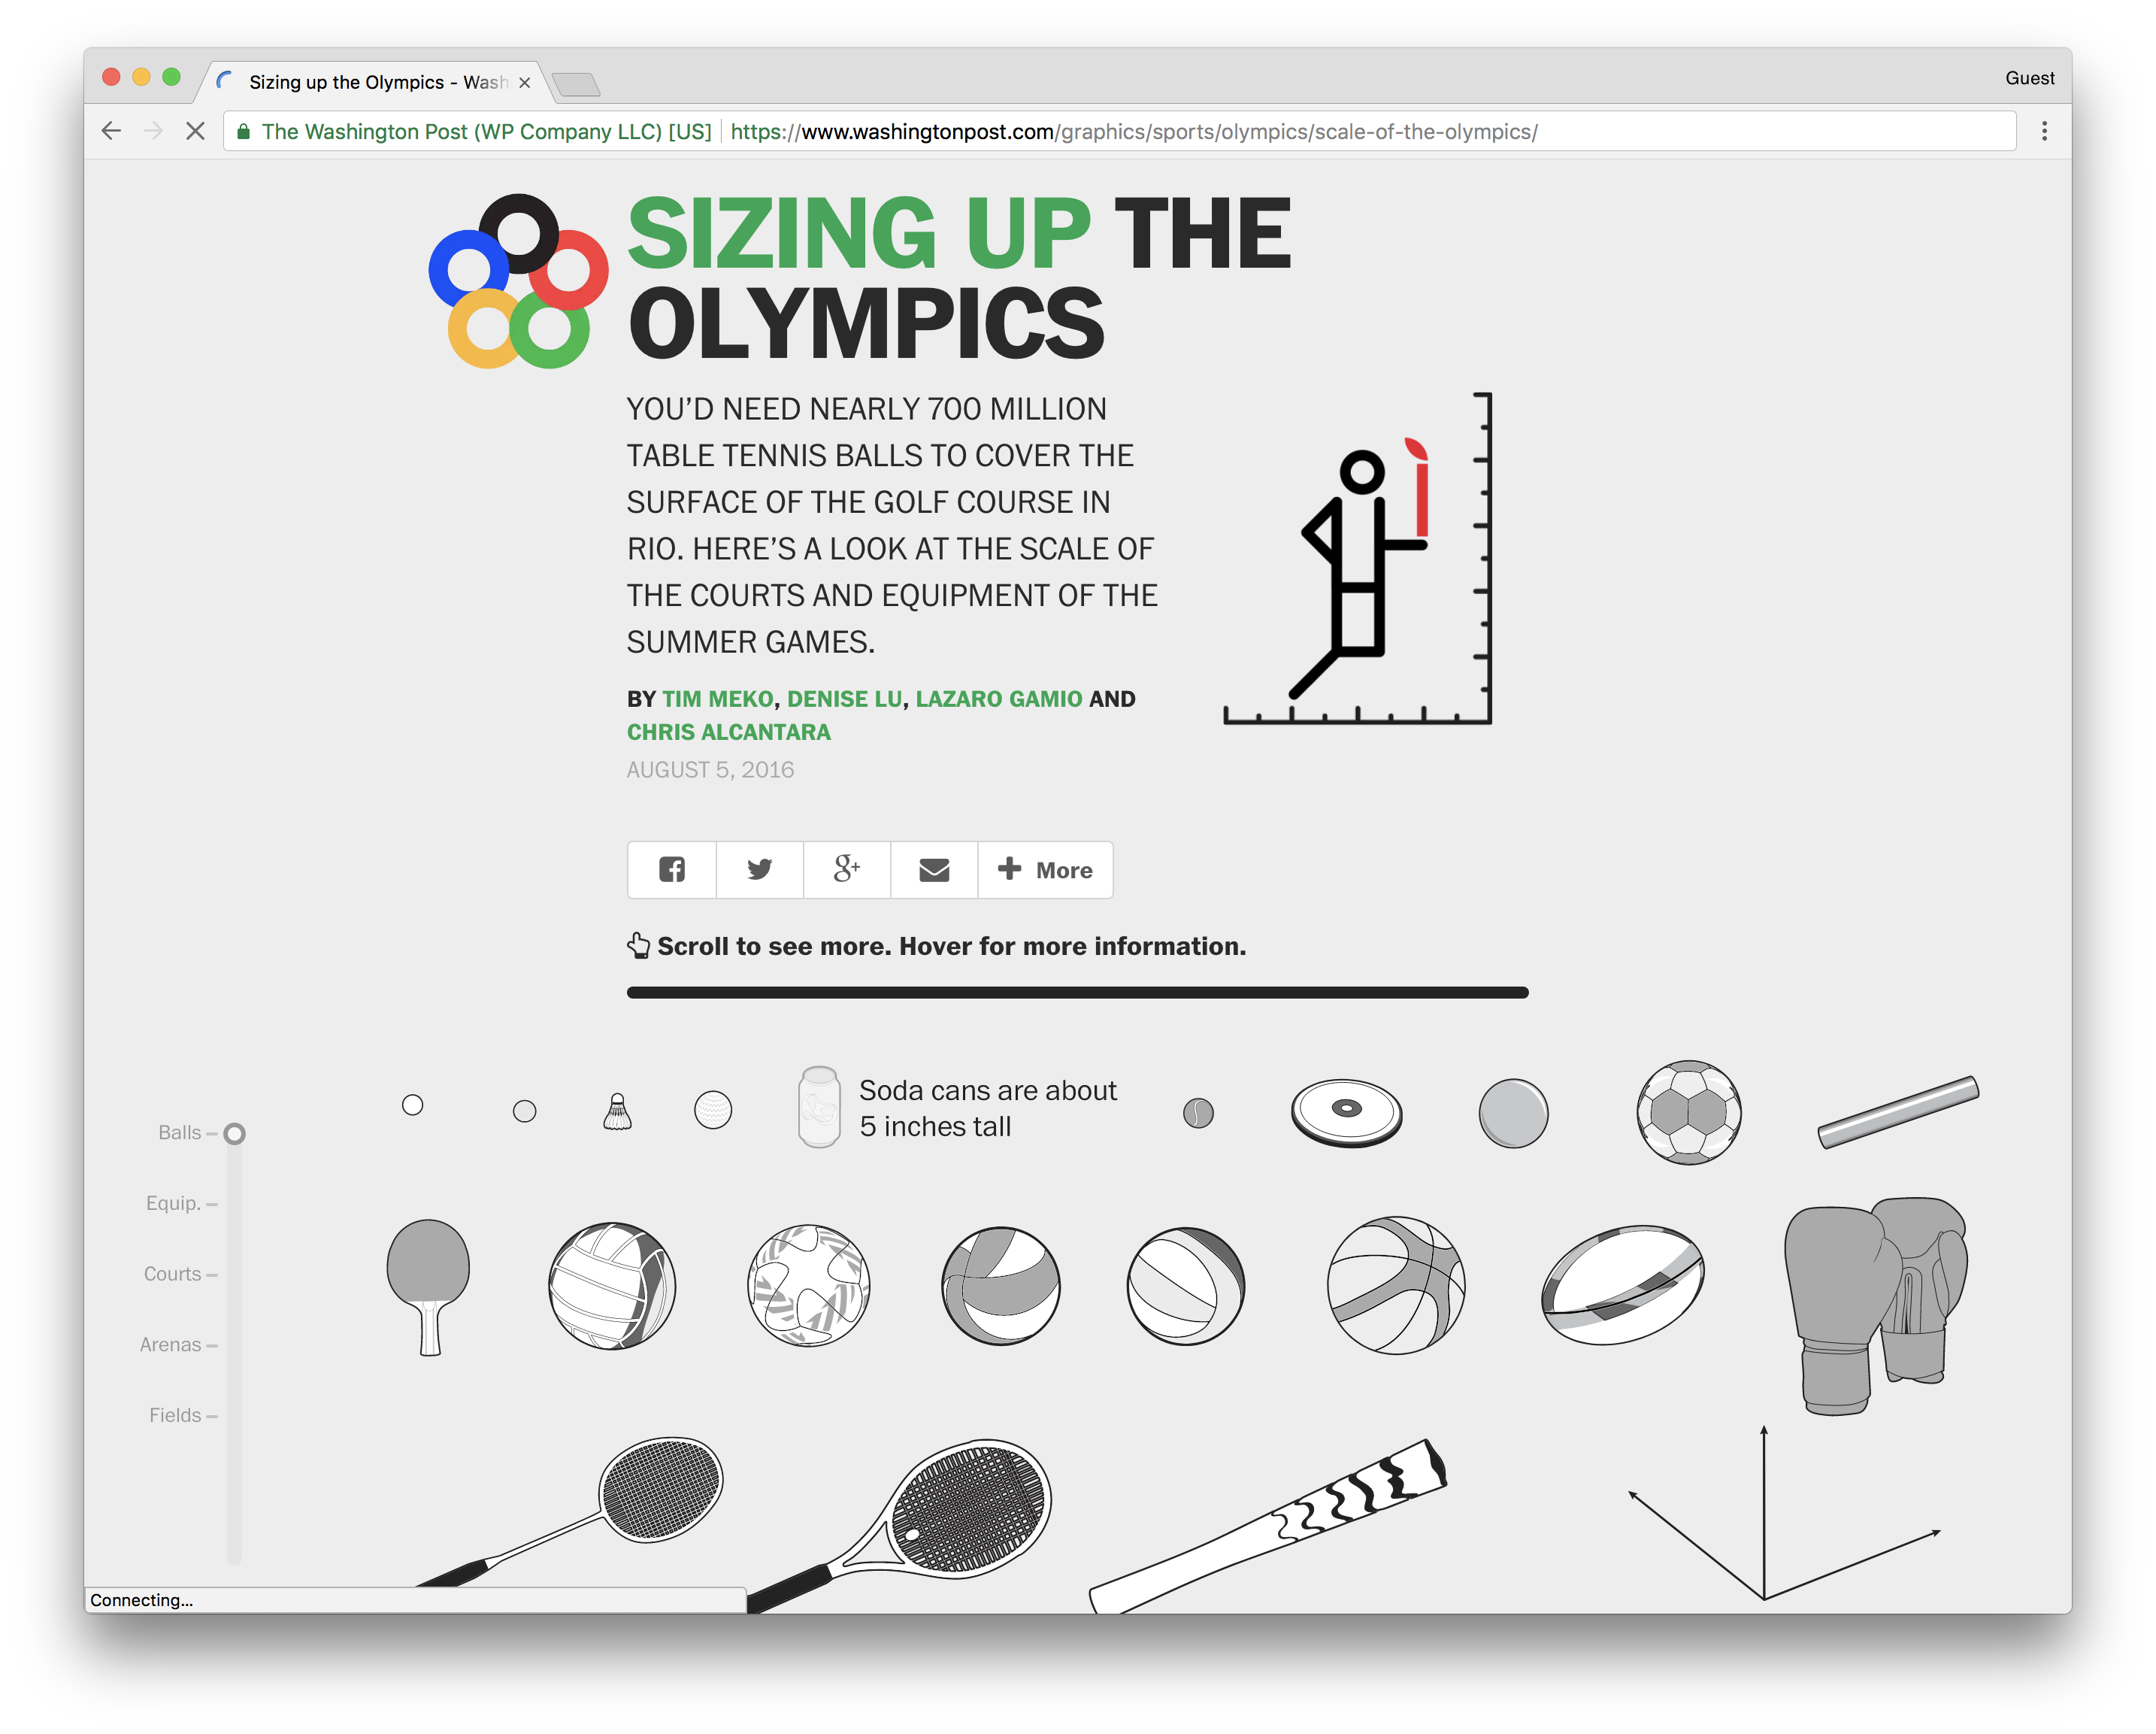 Sizing up the Olympics - Wash
Guest
The Washington Post (WP Company LLC) [US] https://www.washingtonpost.com/graphics/sports/olympics/scale-of-the-olympics/
SIZING UP THE
OLYMPICS
YOU’D NEED NEARLY 700 MILLION
TABLE TENNIS BALLS TO COVER THE
SURFACE OF THE GOLF COURSE IN
RIO. HERE’S A LOOK AT THE SCALE OF
THE COURTS AND EQUIPMENT OF THE
SUMMER GAMES.
BY TIM MEKO, DENISE LU, LAZARO GAMIO AND
CHRIS ALCANTARA
AUGUST 5, 2016
More
Scroll to see more. Hover for more information.
Soda cans are about
5 inches tall
Balls
Equip.
Courts
Arenas
Fields
Connecting...